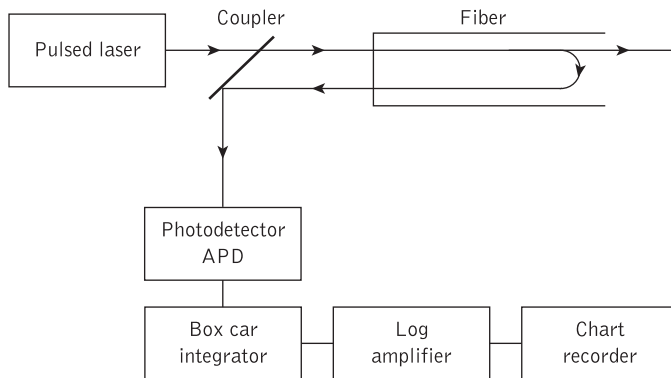 Coupler
Fiber
Pulsed laser
Photodetector
APD
Box car
integrator
Log
amplifier
Chart
recorder